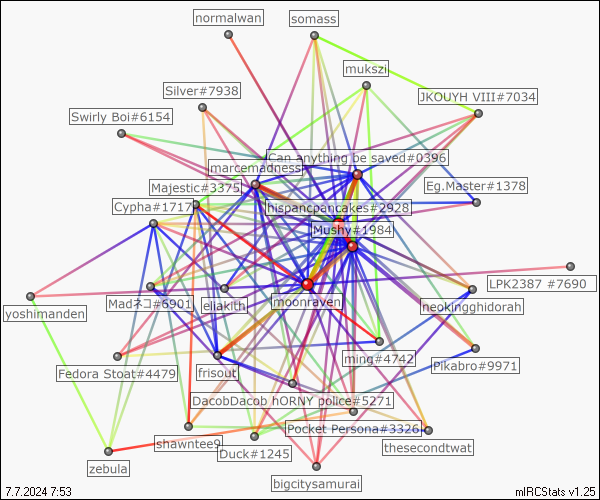 normalwan
somass
mukszi
Silver#7938
JKOUYH VIII#7034
Swirly Boi#6154
Can anything be saved#0396
marcemadness
Majestic#3375
Eg.Master#1378
Cypha#1717
hispancpancakes#2928
Mushy#1984
LPK2387 #7690
yoshimanden
Madネコ#6901
eliakith
moonraven
neokingghidorah
ming#4742
Pikabro#9971
Fedora Stoat#4479
frisout
DacobDacob hORNY police#5271
Pocket Persona#3326
shawntee9
thesecondtwat
Duck#1245
zebula
bigcitysamurai
7.7.2024 7:53
mIRCStats v1.25